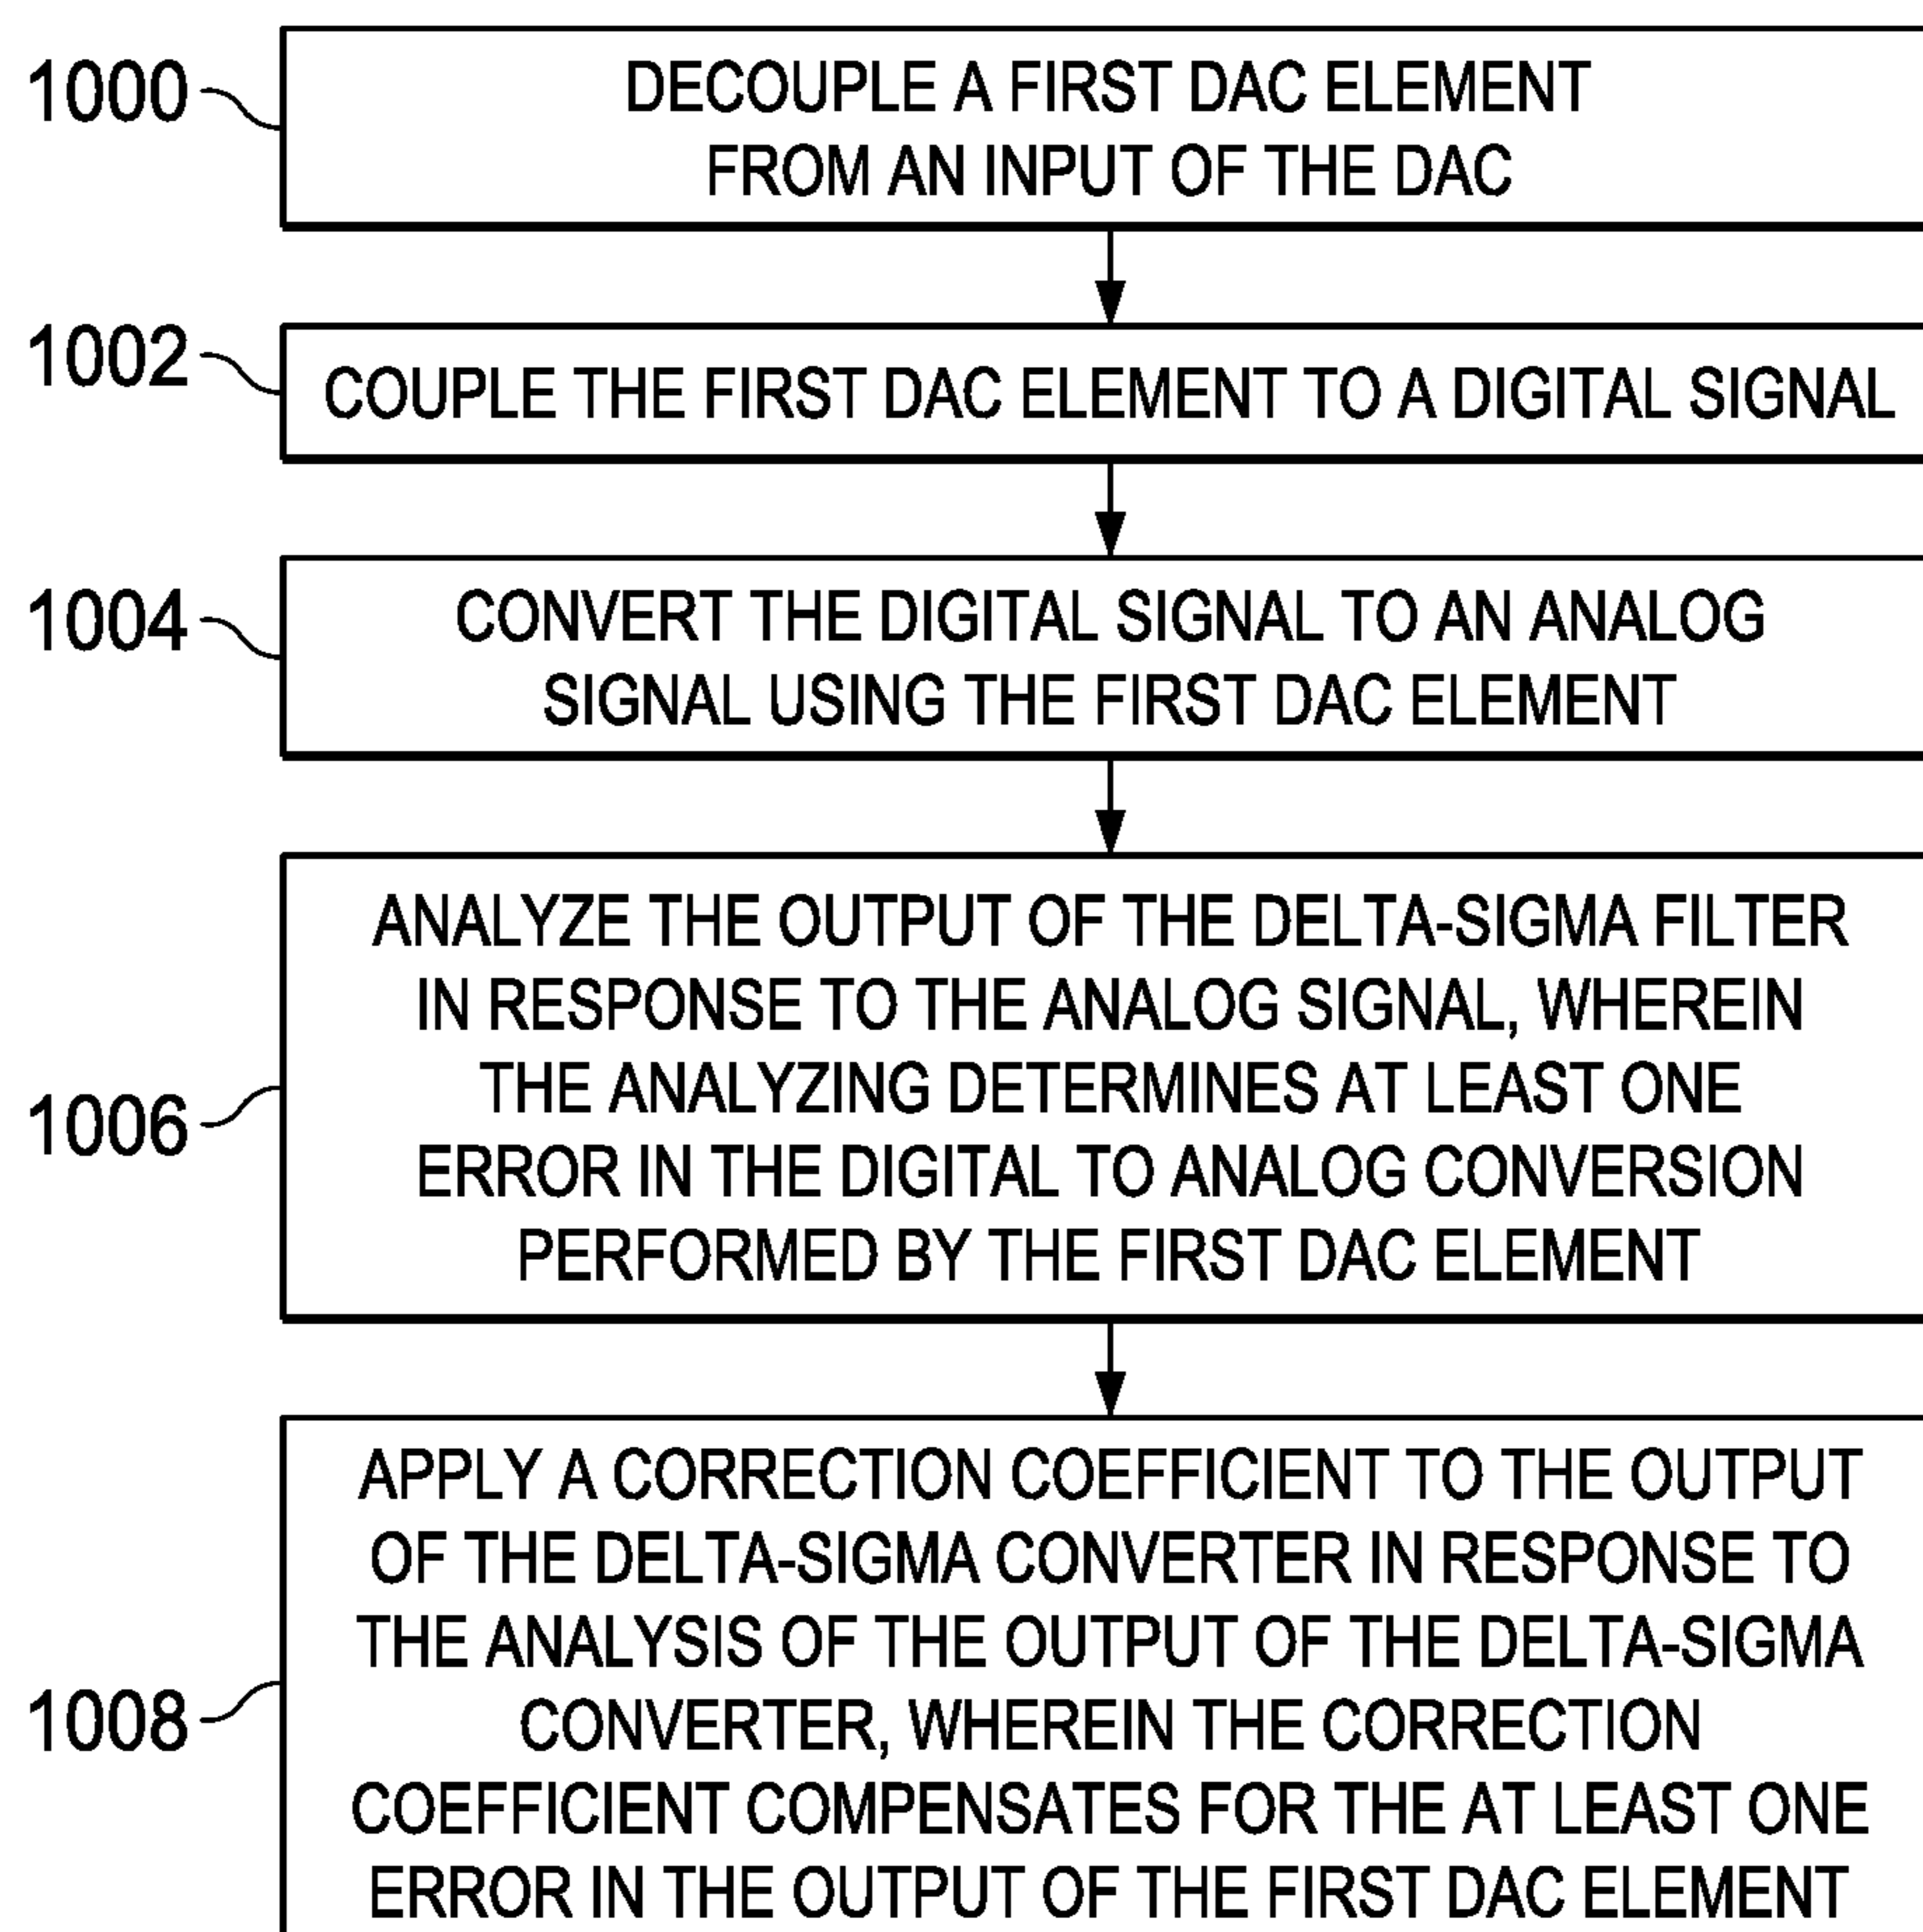 1000
DECOUPLE A FIRST DAC ELEMENT
FROM AN INPUT OF THE DAC
1002
COUPLE THE FIRST DAC ELEMENT TO A DIGITAL SIGNAL
1004
CONVERT THE DIGITAL SIGNAL TO AN ANALOG
SIGNAL USING THE FIRST DAC ELEMENT
1006
ANALYZE THE OUTPUT OF THE DELTA-SIGMA FILTER
IN RESPONSE TO THE ANALOG SIGNAL, WHEREIN
THE ANALYZING DETERMINES AT LEAST ONE
ERROR IN THE DIGITAL TO ANALOG CONVERSION
PERFORMED BY THE FIRST DAC ELEMENT
1008
APPLY A CORRECTION COEFFICIENT TO THE OUTPUT
OF THE DELTA-SIGMA CONVERTER IN RESPONSE TO
THE ANALYSIS OF THE OUTPUT OF THE DELTA-SIGMA
CONVERTER, WHEREIN THE CORRECTION
COEFFICIENT COMPENSATES FOR THE AT LEAST ONE
ERROR IN THE OUTPUT OF THE FIRST DAC ELEMENT